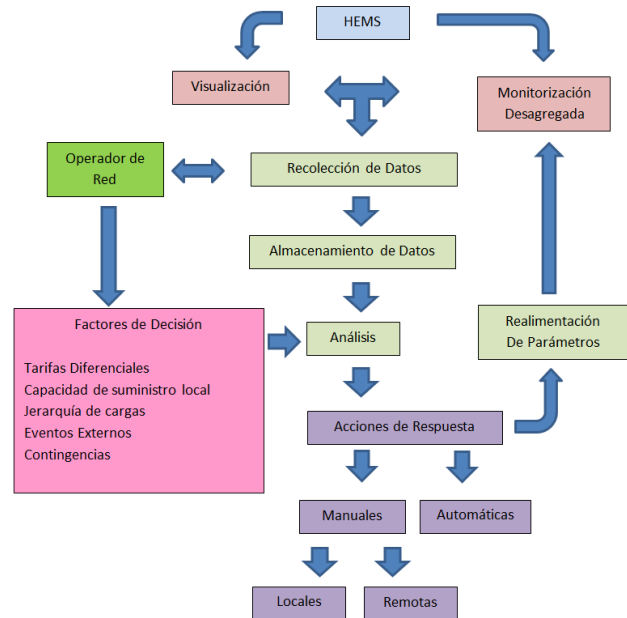 HEMS
Visualización
Monitorización
Desagregada
Operador de
Red
Recolección de Datos
Almacenamiento de Datos
Factores de Decisión
Tarifas Diferenciales
Capacidad de suministro local
Jerarquía de cargas
Eventos Externos
Contingencias
Análisis
Realimentación
De Parámetros
Acciones de Respuesta
Manuales
Automáticas
Locales
Remotas